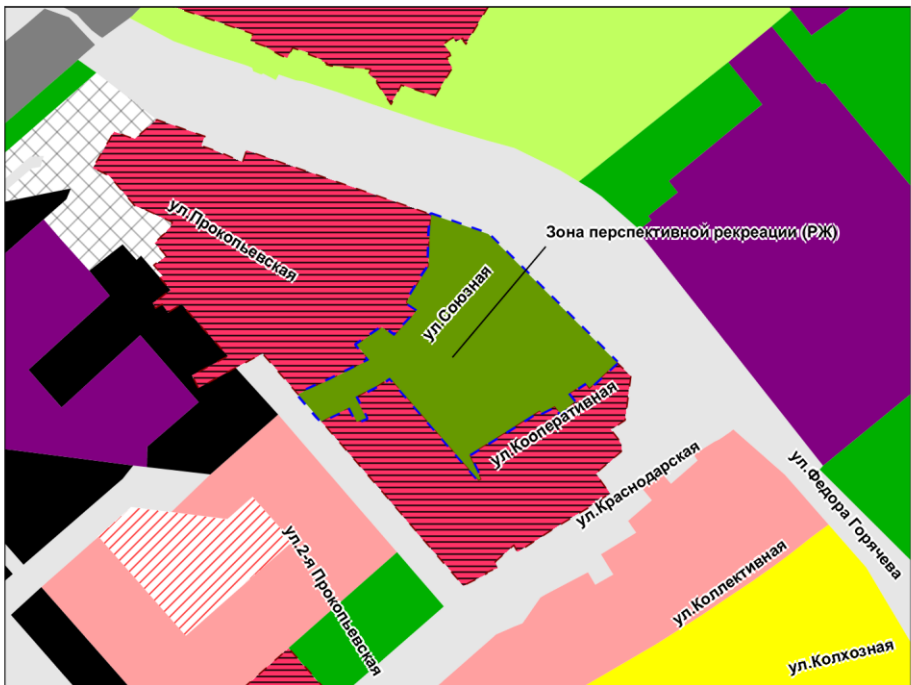 ул.Прокопьевская
Зона перспективной рекреации (РЖ)
ул.Союзная
ул.Кооперативная
ул.Краснодарская
ул.Федора Горячева
ул.2-я Прокопьевская
ул.Коллективная
ул.Колхозная